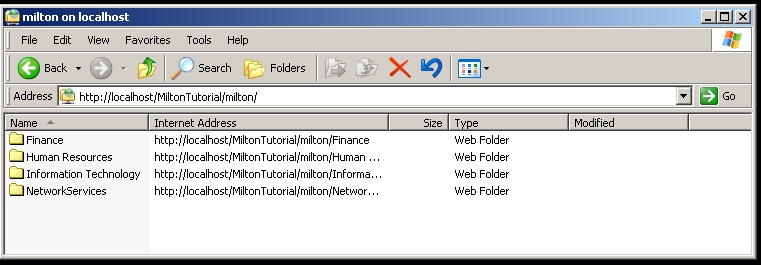 milton on localhost
File Edit View Favorites Tools Help
Back Search Folders
Address http://localhost/MiltonTutorial/milton/ Go
Name Internet Address Size Type Modified
Finance http://localhost/MiltonTutorial/milton/Finance Web Folder
Human Resources http://localhost/MiltonTutorial/milton/Human ... Web Folder
Information Technology http://localhost/MiltonTutorial/milton/Informa... Web Folder
NetworkServices http://localhost/MiltonTutorial/milton/Networ... Web Folder